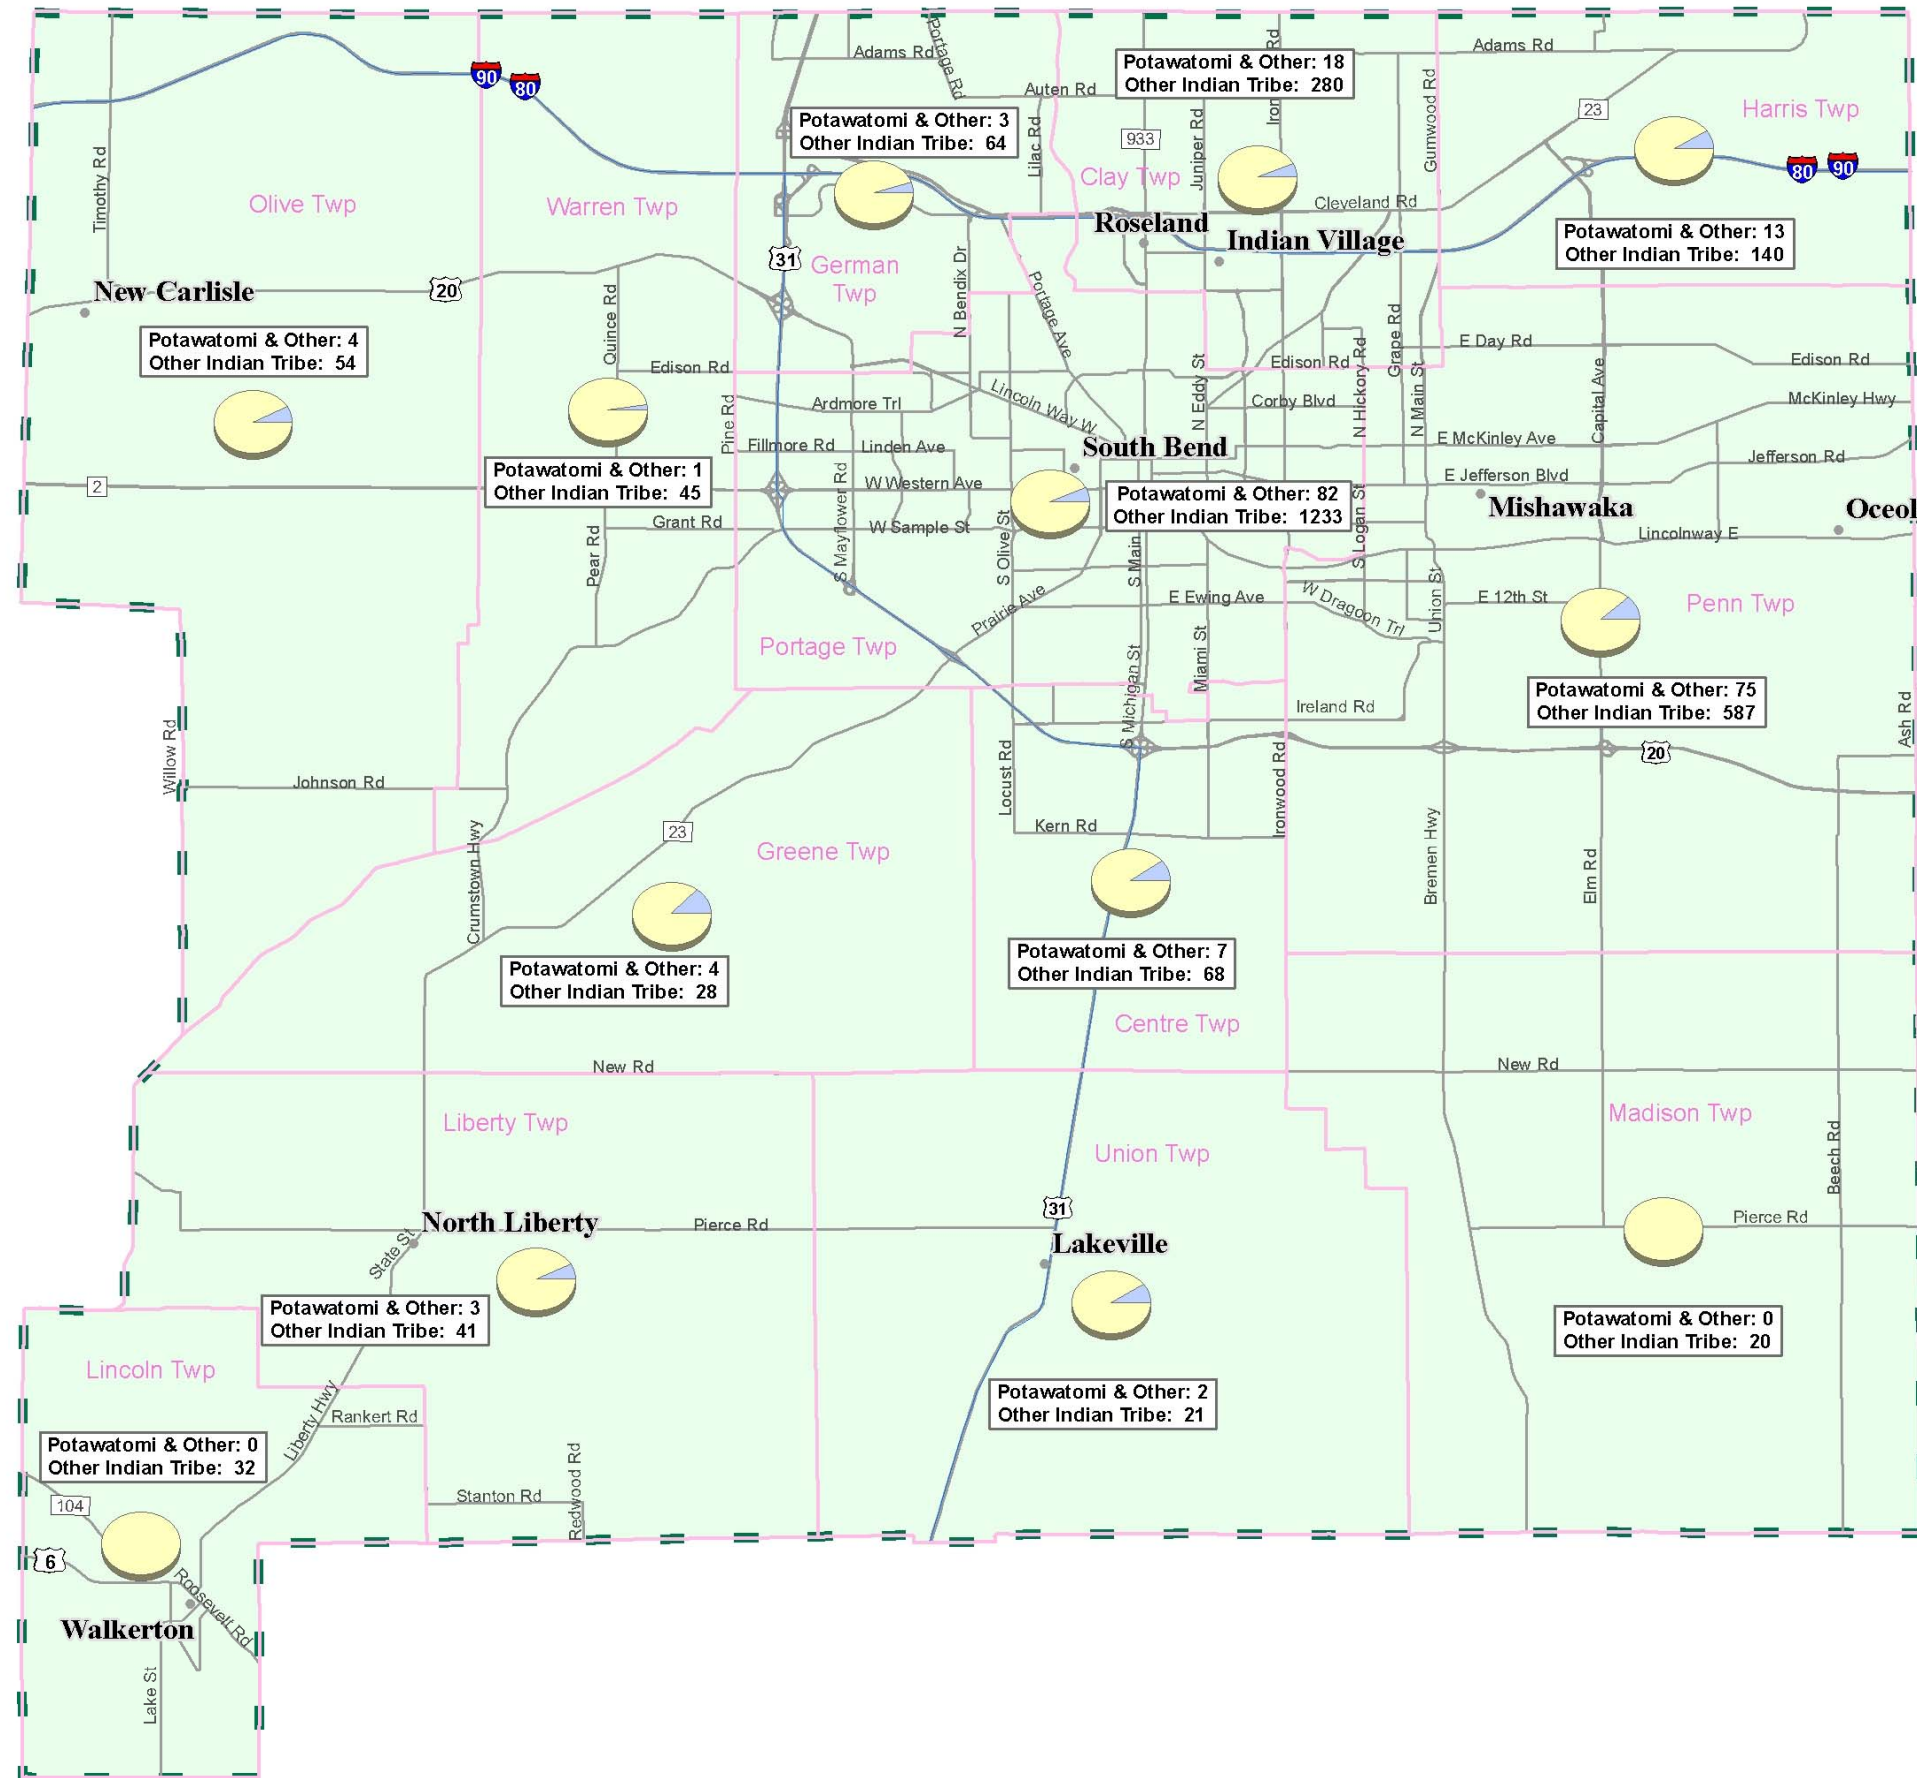 Adams Rd
Portage Rd
Potawatomi & Other: 18
Other Indian Tribe: 280
Adams Rd
90
80
Auten Rd
Iron
Rd
Gumwood Rd
23
Harris Twp
Potawatomi & Other: 3
Other Indian Tribe: 64
Lilac Rd
933
Juniper Rd
80
90
Timothy Rd
Olive Twp
Warren Twp
Clay Twp
Cleveland Rd
Roseland
Indian Village
Potawatomi & Other: 13
Other Indian Tribe: 140
31
German
Twp
N Bendix Dr
Portage Ave
New Carlisle
20
Quince Rd
Potawatomi & Other: 4
Other Indian Tribe: 54
Edison Rd
Edison Rd
Grape Rd
E Day Rd
Edison Rd
Capital Ave
Ardmore Trl
Lincoln Way W
N Eddy St
Corby Blvd
N Hickory Rd
N Main St
McKinley Hwy
Pine Rd
Fillmore Rd
Linden Ave
South Bend
E McKinley Ave
Jefferson Rd
Potawatomi & Other: 1
Other Indian Tribe: 45
2
W Western Ave
Potawatomi & Other: 82
Other Indian Tribe: 1233
E Jefferson Blvd
Mishawaka
Oceol
Grant Rd
S Mayflower Rd
W Sample St
S Olive St
S Main
S Logan St
Lincolnway E
Pear Rd
Prairie Ave
E Ewing Ave
W Dragoon Trl
Union St
E 12th St
Penn Twp
Portage Twp
S Michigan St
Miami St
Potawatomi & Other: 75
Other Indian Tribe: 587
Ireland Rd
Ash Rd
Willow Rd
Locust Rd
Ironwood Rd
20
Johnson Rd
Crumstown Hwy
23
Kern Rd
Greene Twp
Bremen Hwy
Elm Rd
Potawatomi & Other: 4
Other Indian Tribe: 28
Potawatomi & Other: 7
Other Indian Tribe: 68
Centre Twp
New Rd
New Rd
Liberty Twp
Madison Twp
Union Twp
Beech Rd
31
North Liberty
Pierce Rd
Pierce Rd
State St
Lakeville
Potawatomi & Other: 3
Other Indian Tribe: 41
Potawatomi & Other: 0
Other Indian Tribe: 20
Lincoln Twp
Liberty Hwy
Rankert Rd
Potawatomi & Other: 2
Other Indian Tribe: 21
Potawatomi & Other: 0
Other Indian Tribe: 32
104
Stanton Rd
Redwood Rd
6
Roosevelt Rd
Walkerton
Lake St